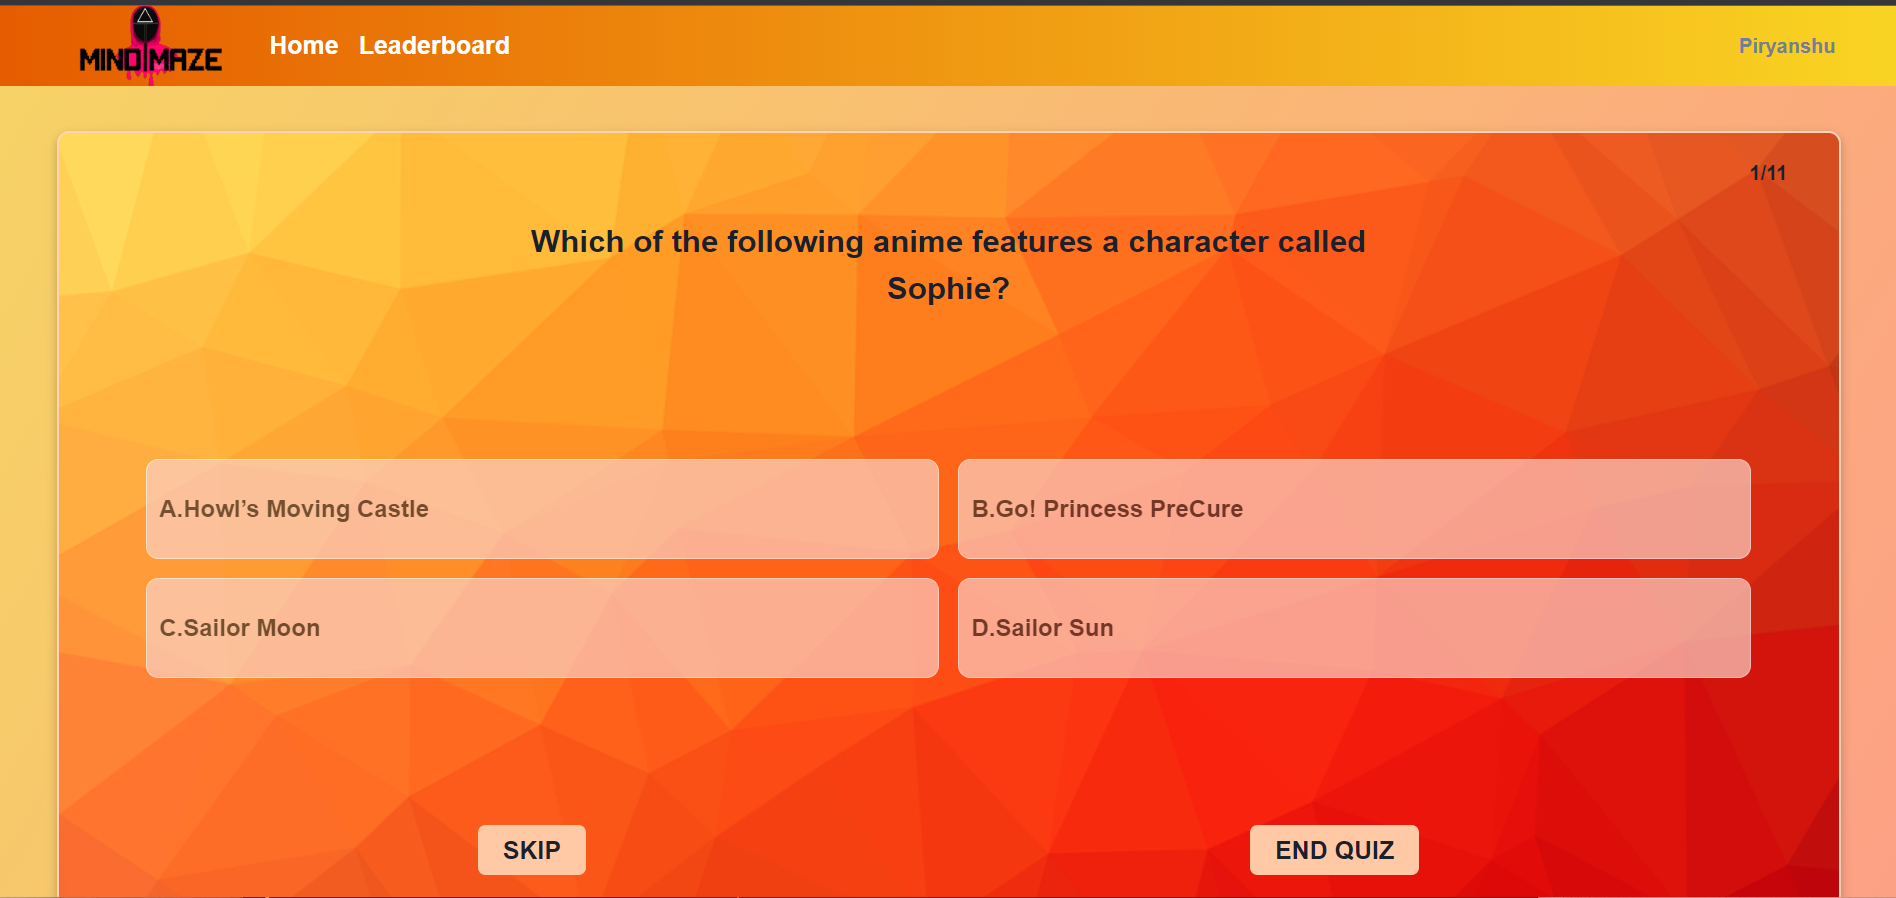 MINDMAZE
Home Leaderboard
Piryanshu
1/11
Which of the following anime features a character called
Sophie?
A.Howl’s Moving Castle
B.Go! Princess PreCure
C.Sailor Moon
D.Sailor Sun
SKIP
END QUIZ